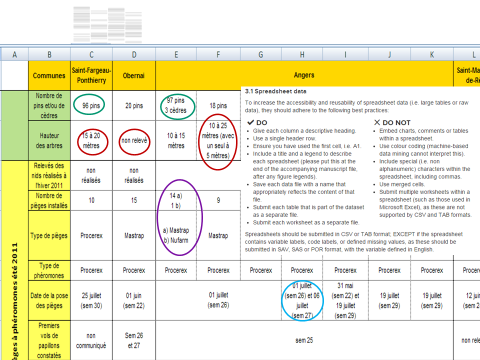 A B C D E F G H I J K L
Communes Saint-Fargeau- Ponthierry Obernai Angers Saint-Ma de-Ré
Nombre de pins et/ou de cèdres 98 pins 20 pins 97 pins 3 cèdres 18 pins
Hauteur des arbres 15 à 20 mètres non relevé 10 à 15 mètres 10 à 25 mètres (avec un seul à 5 mètres)
Relevés des nids réalisés à l'hiver 2011 non réalisés non réalisés
Nombre de pièges installés 10 15 14 a) 1 b) 9
Type de pièges Procerex Mastrap a) Mastrap b) Nufarm Mastrap
3.1 Spreadsheet data
To increase the accessibility and reusability of spreadsheet data (i.e. large tables or raw
data), they should adhere to the following best practices.
DO
Give each column a descriptive heading.
Use a single header row.
Ensure you have used the first cell, i.e. A1.
Include a title and a legend to describe
each spreadsheet (please put this at the
end of the accompanying manuscript file,
after any figure legends).
Save each data file with a name that
appropriately reflects the content of that
file.
Submit each table that is part of the dataset
as a separate file.
Submit each worksheet as a separate file.
DO NOT
Embed charts, comments or tables
within a spreadsheet.
Use colour coding (machine-based
data mining cannot interpret this).
Include special (i.e. non
alphanumeric) characters within the
spreadsheet, including commas.
Use merged cells.
Submit multiple worksheets within a
spreadsheet (such as those used in
Microsoft Excel), as these are not
supported by CSV and TAB formats
Spreadsheets should be submitted in CSV or TAB format; EXCEPT if the spreadsheet
contains variable labels, code labels, or defined missing values, as these should be
submitted in SAV, SAS or POR format, with the variable defined in English.
Type de phéromones Procerex Procerex Procerex Procerex Procerex Procerex Procerex Procerex Procerex Procere
Date de la pose des pièges 25 juillet (sem 30) 01 juin (sem 22) 01 juillet (sem 26) 01 juillet (sem 26) et 06 juillet (sem 27) 31 mai (sem 22) et 19 juillet (sem 29) 19 juillet (sem 29) 19 juillet (sem 29) 12 jui (sem 2
Premiers vols de papillons constatés non communiqué Sem 26 et 27 sem 25 non rele
èges à phéromones été 2011